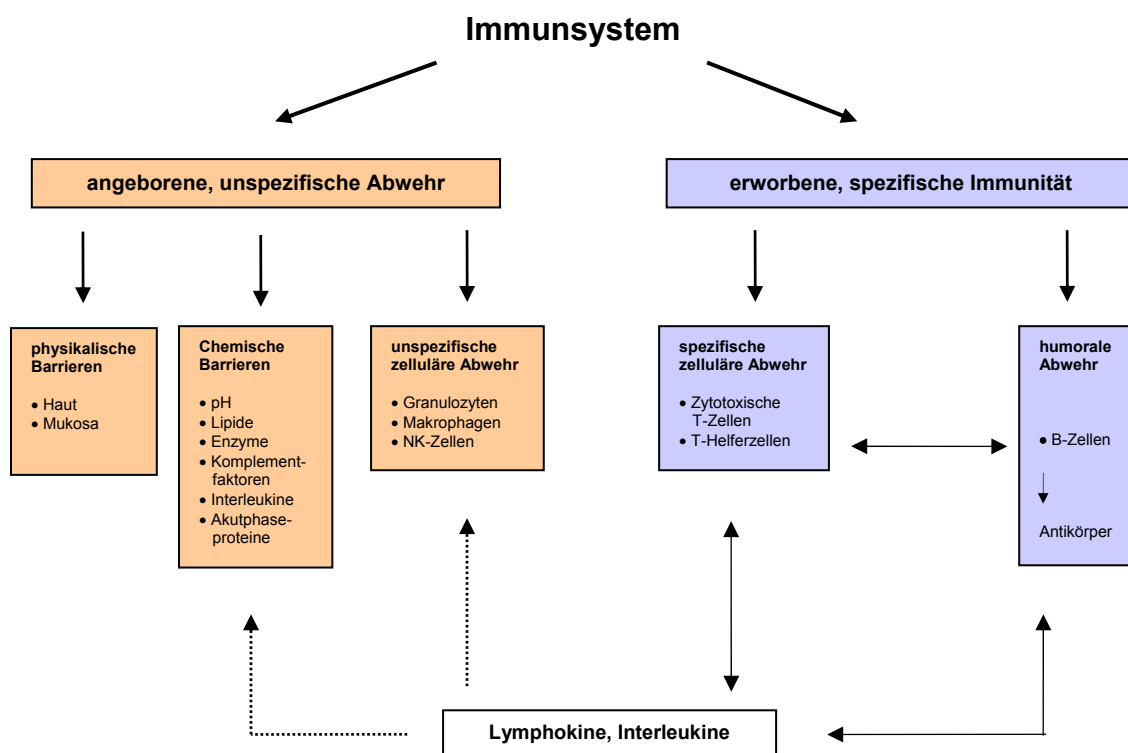 Immunsystem
angeborene, unspezifische Abwehr
erworbene, spezifische Immunität
physikalische
Barrieren
• Haut
• Mukosa
Chemische
Barrieren
• pH
• Lipide
• Enzyme
• Komplement-
faktoren
• Interleukine
• Akutphase-
proteine
unspezifische
zelluläre Abwehr
• Granulozyten
• Makrophagen
• NK-Zellen
spezifische
zelluläre Abwehr
• Zytotoxische
T-Zellen
• T-Helferzellen
humorale
Abwehr
• B-Zellen
Antikörper
Lymphokine, Interleukine